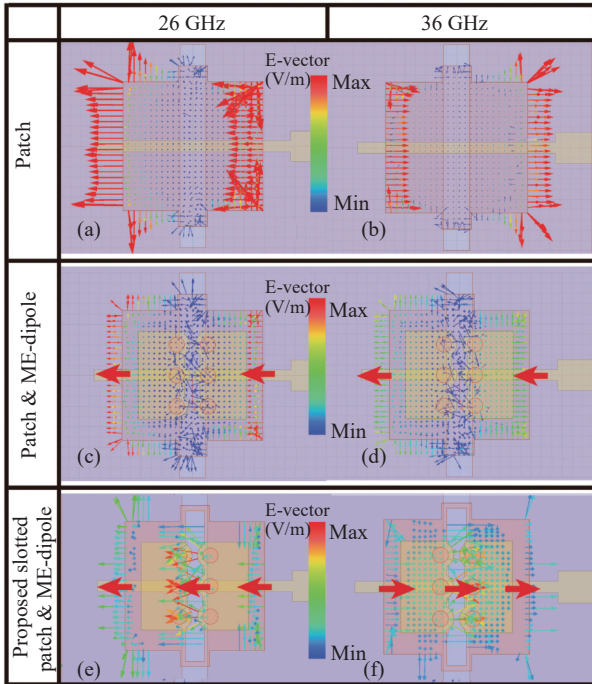 26 GHz 36 GHz
Patch
E-vector
(V/m)
Max
Min
(a) (b)
Patch & ME-dipole
E-vector
(V/m)
Max
Min
(c) (d)
Proposed slotted
patch & ME-dipole
E-vector
(V/m)
Max
Min
(e) (f)